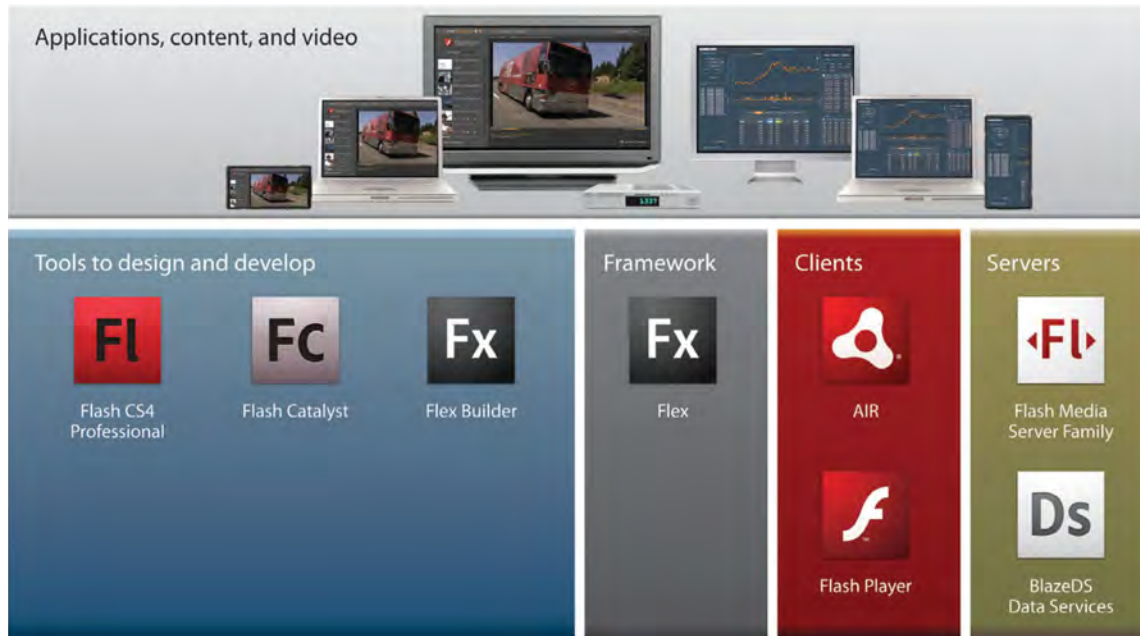 Applications, content, and video
1337
Tools to design and develop
Fl
Flash CS4
Professional
Fc
Flash Catalyst
Fx
Flex Builder
Framework
Fx
Flex
Clients
AIR
Flash Player
Servers
Fl
Flash Media
Server Family
Ds
BlazeDS
Data Services